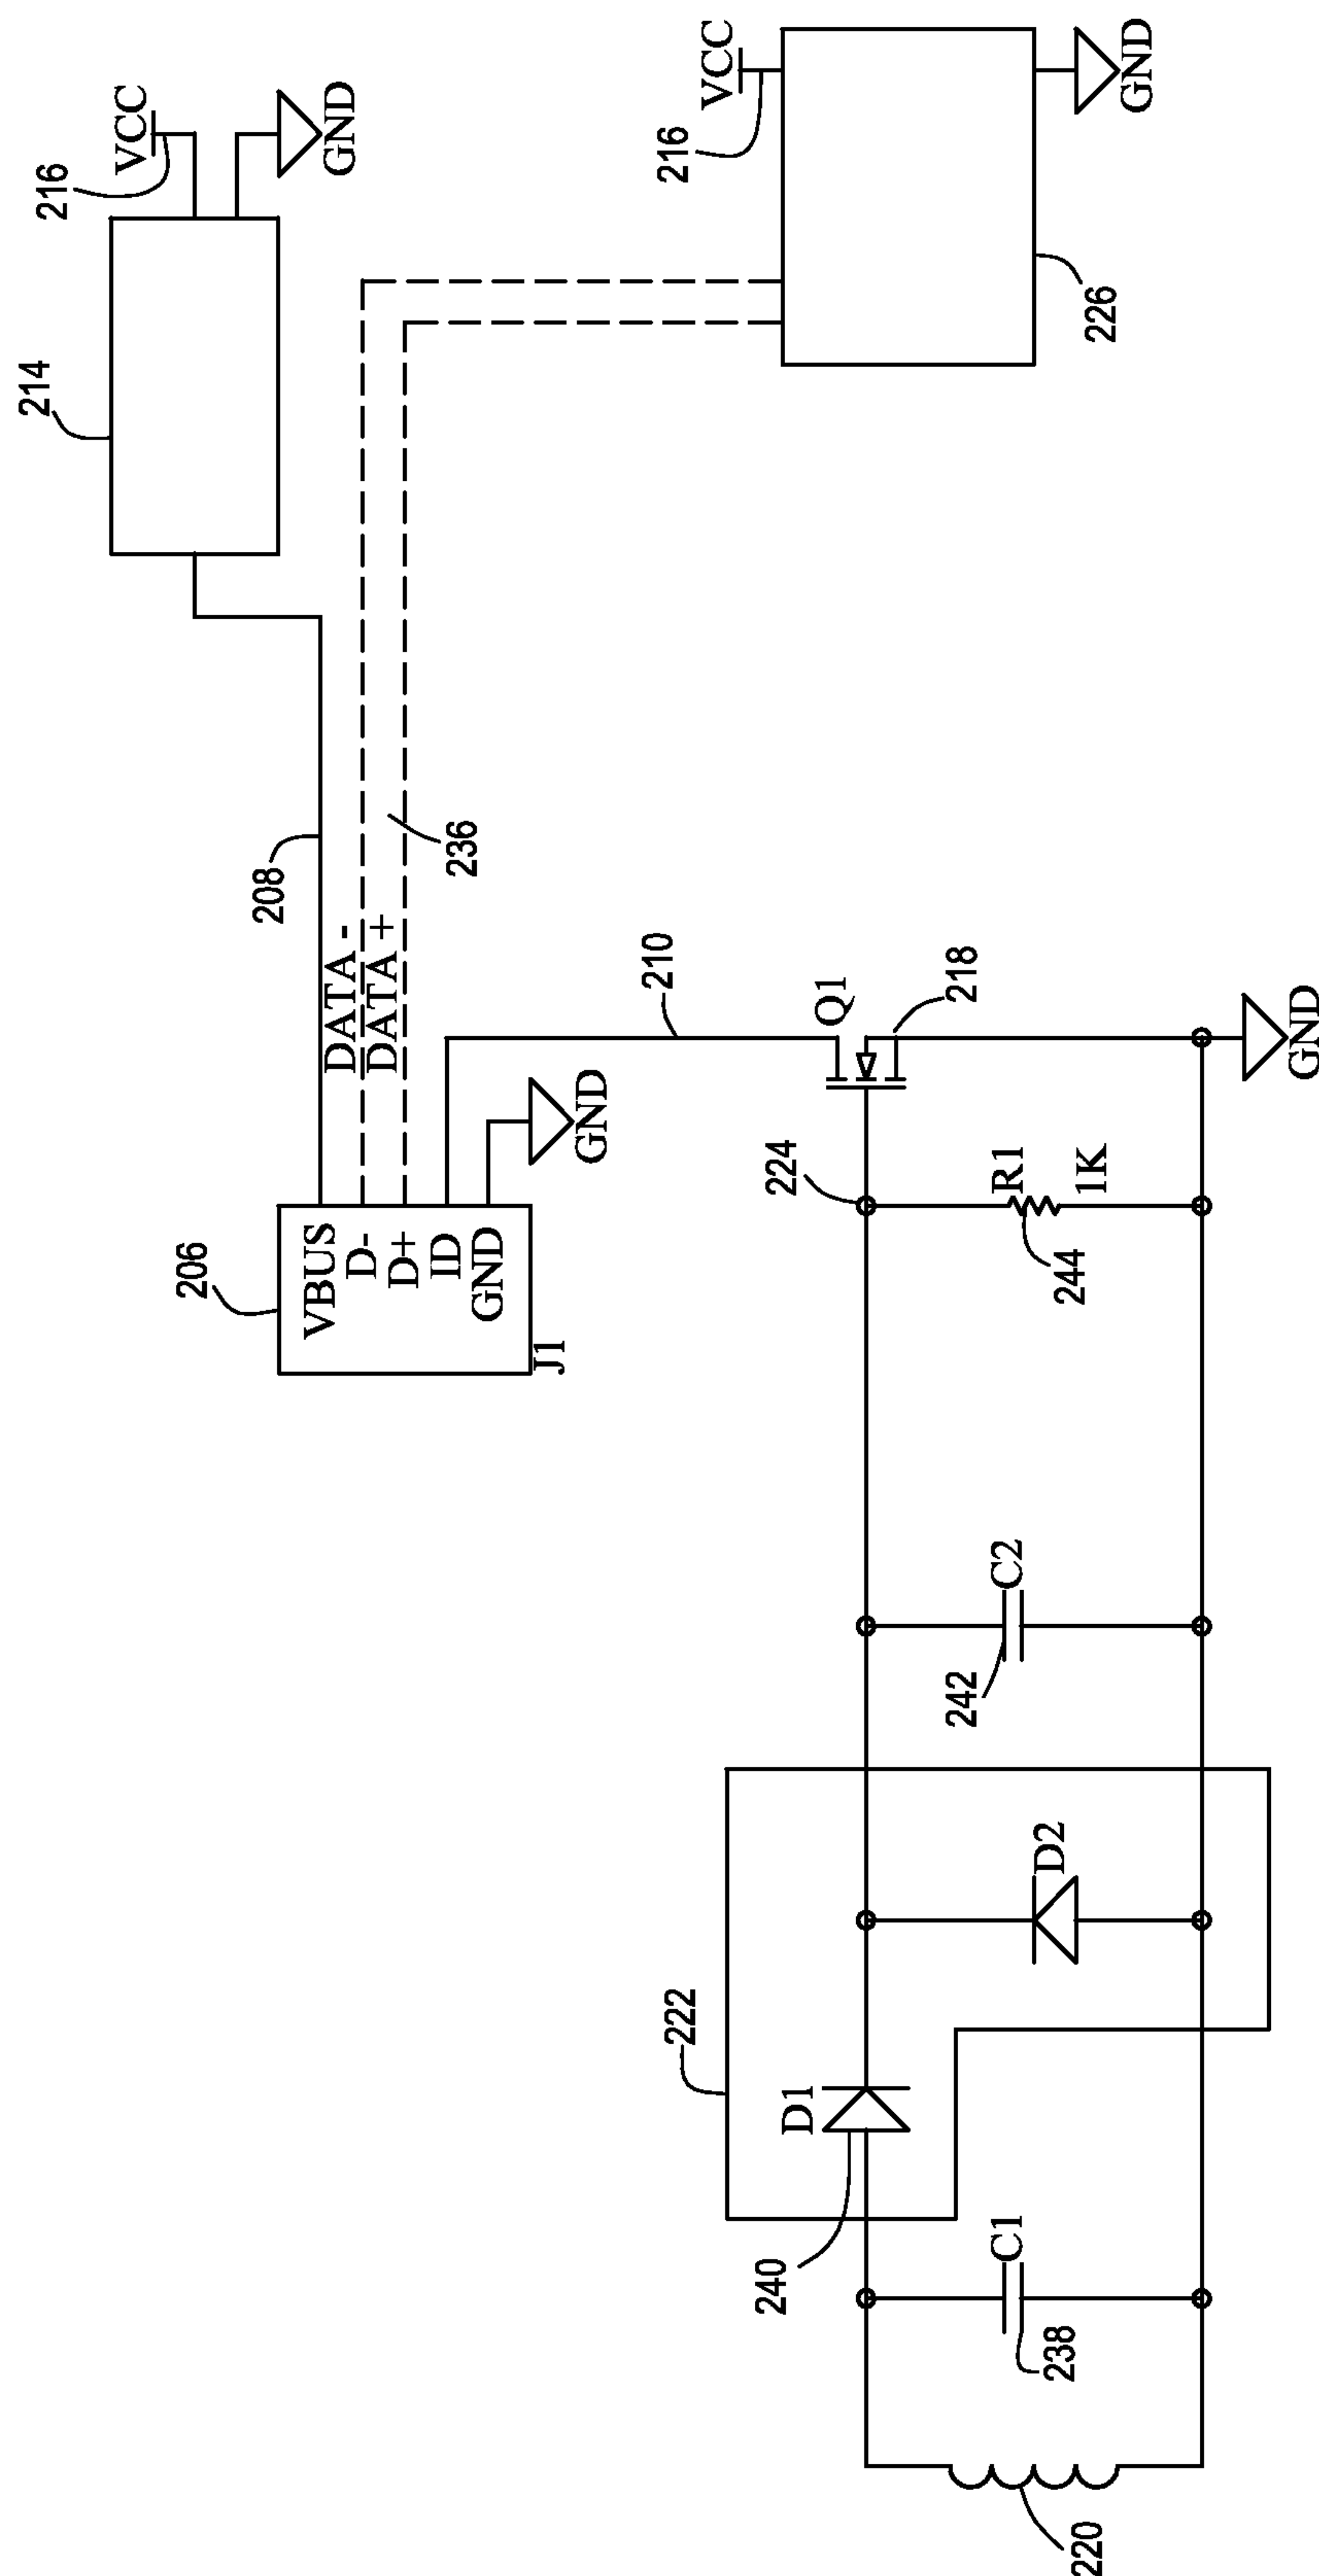 214
216
VCC
GND
216
VCC
226
GND
208
DATA -
DATA +
236
206
VBUS
D-
D+
ID
GND
J1
GND
210
Q1
218
224
R1
1K
244
GND
C2
242
222
D1
D2
240
C1
238
220